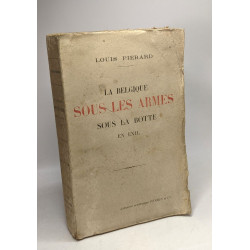 LOUIS PIÉRARD
LA BELGIQUE
SOUS LES ARMES
SOUS LA BOTTE
EN EXIL